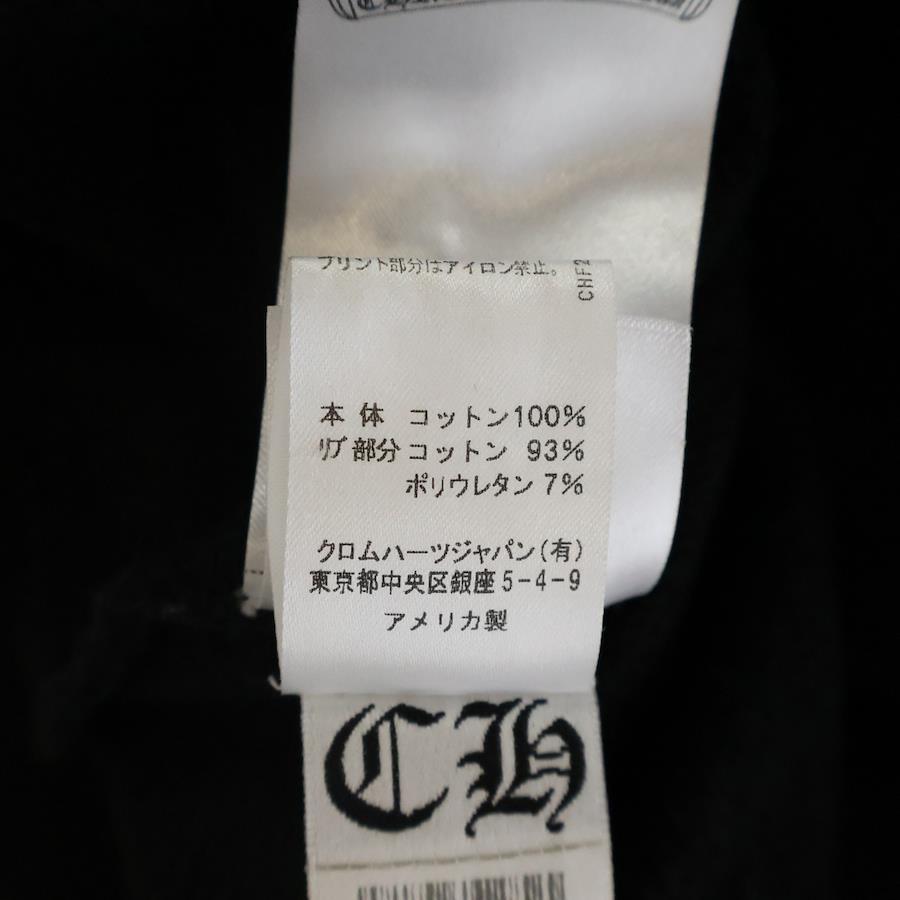 プリント部分はアイロン禁止。
CHF2
本体 コットン100%
リブ部分コットン 93%
ポリウレタン 7%
クロムハーツジャパン(有)
東京都中央区銀座5-4-9
アメリカ製
CH